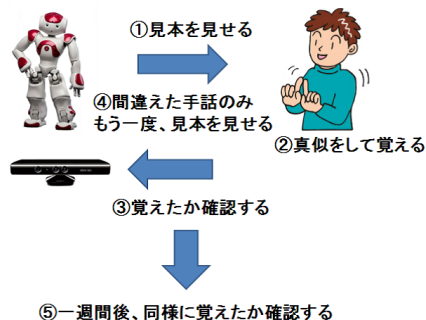 ①見本を見せる
④間違えた手話のみ
もう一度、見本を見せる
②真似をして覚える
③覚えたか確認する
⑤一週間後、同様に覚えたか確認する